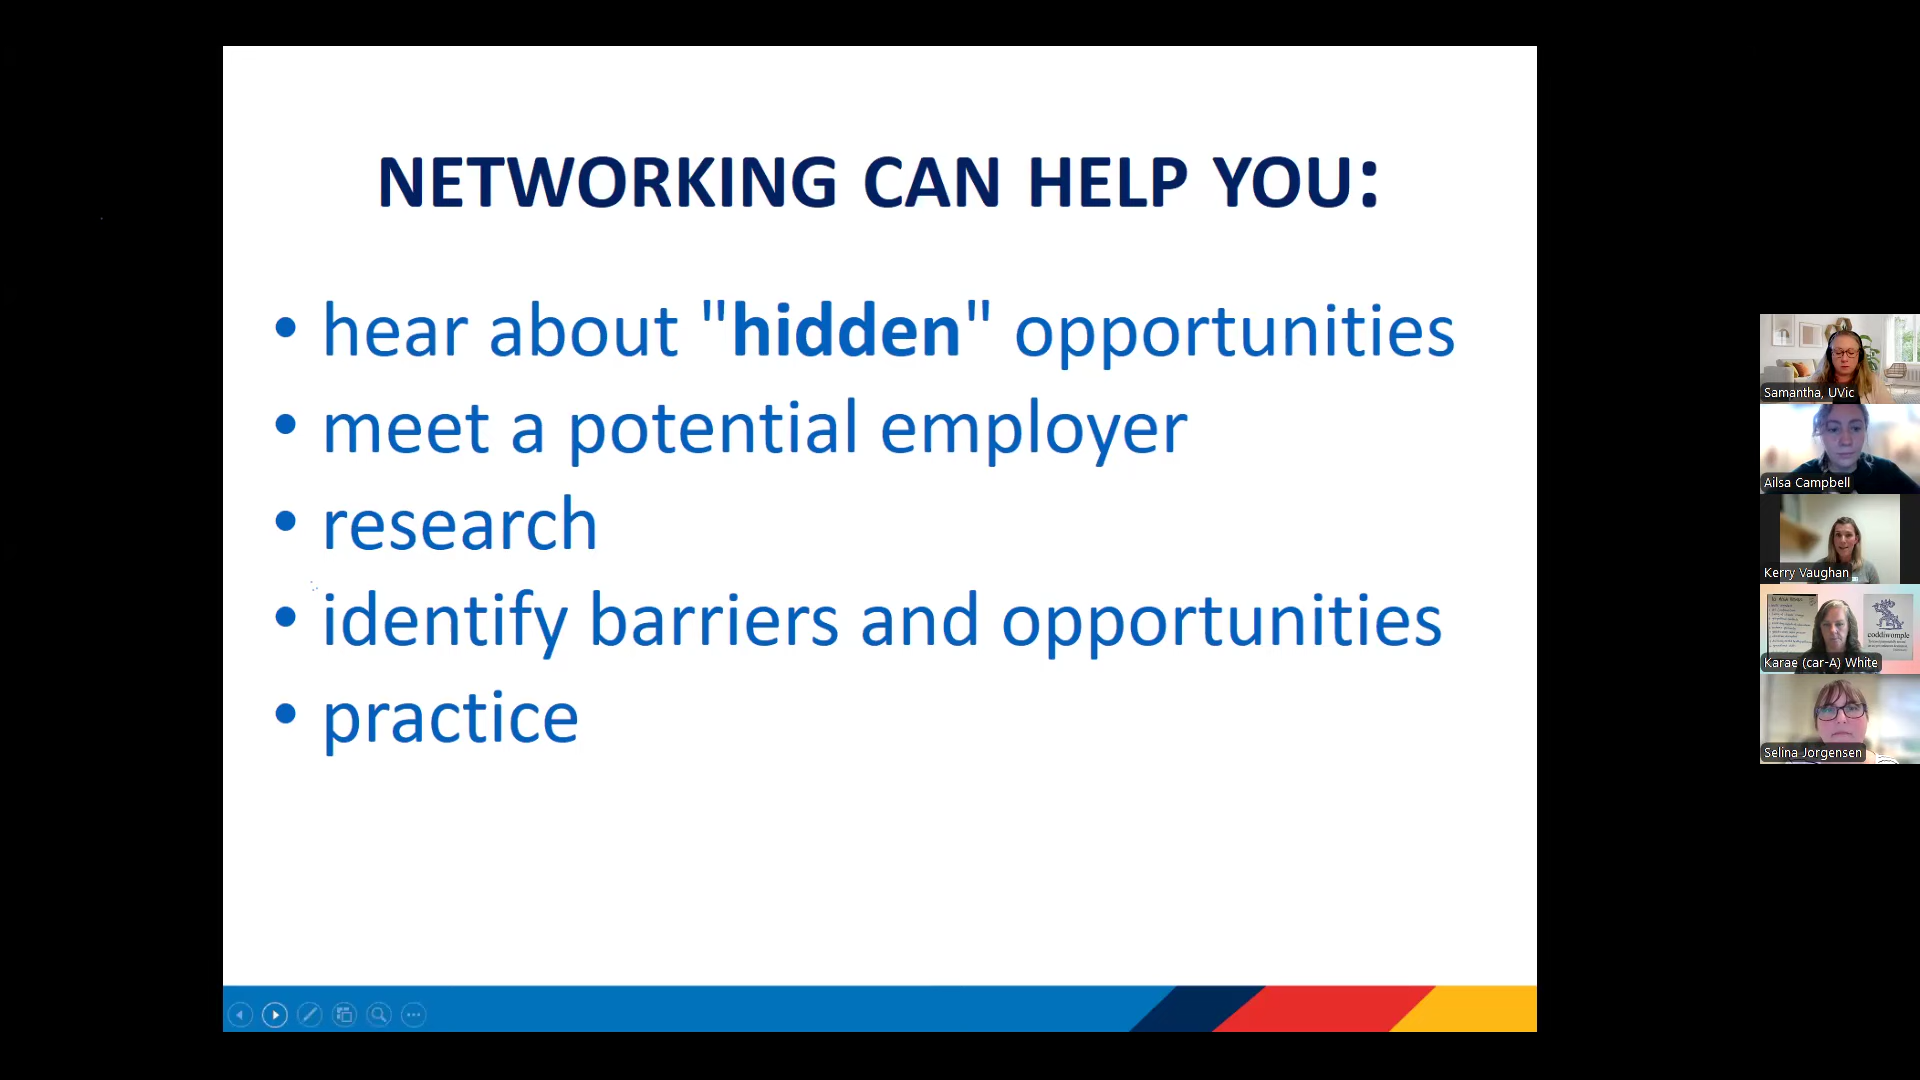 NETWORKING CAN HELP YOU:
• hear about "hidden" opportunities
• meet a potential employer
• research
• identify barriers and opportunities
• practice
Samantha, UVic
Ailsa Campbell
Kerry Vaughan
coddiwomple
Karae (car-A) White
Selina Jorgensen